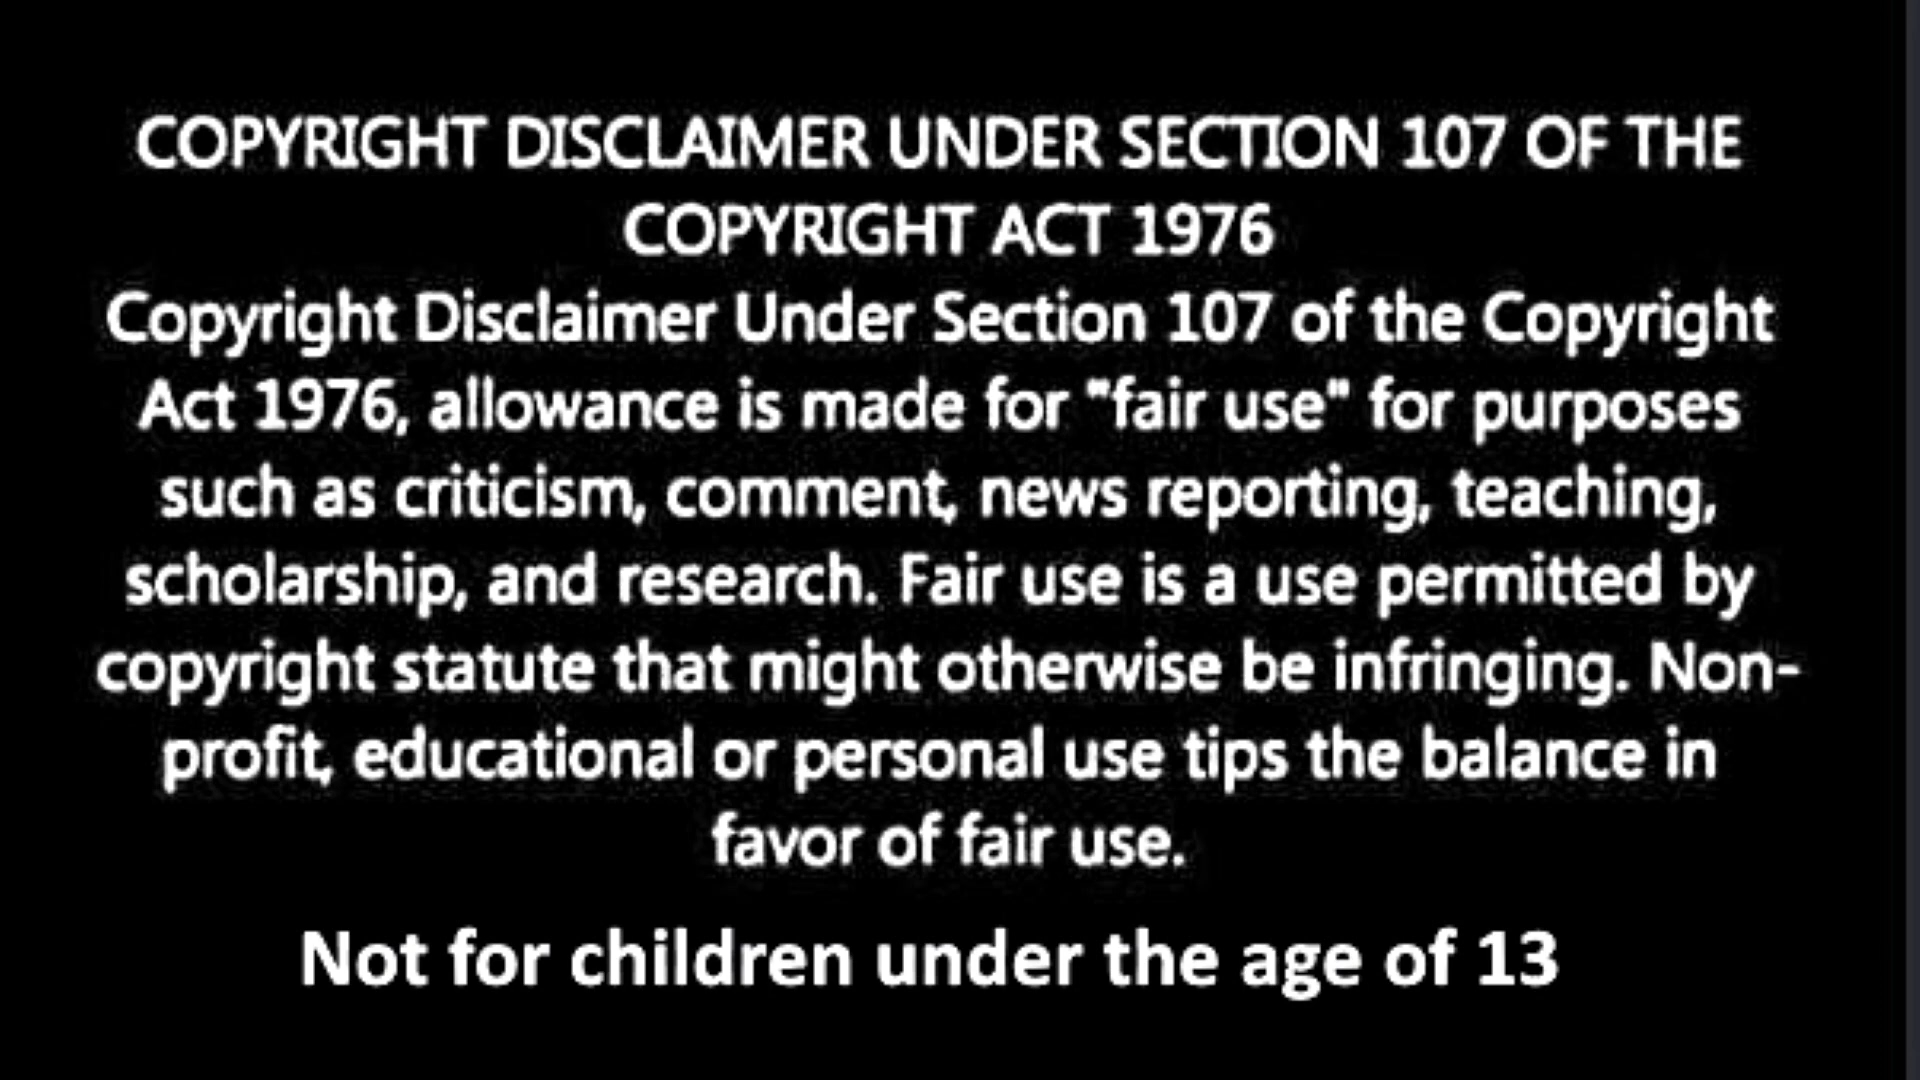 COPYRIGHT DISCLAIMER UNDER SECTION 107 OF THE
COPYRIGHT ACT 1976
Copyright Disclaimer Under Section 107 of the Copyright
Act 1976, allowance is made for "fair use" for purposes
such as criticism, comment, news reporting, teaching,
scholarship, and research. Fair use is a use permitted by
copyright statute that might otherwise be infringing. Non-
profit, educational or personal use tips the balance in
favor of fair use.
Not for children under the age of 13